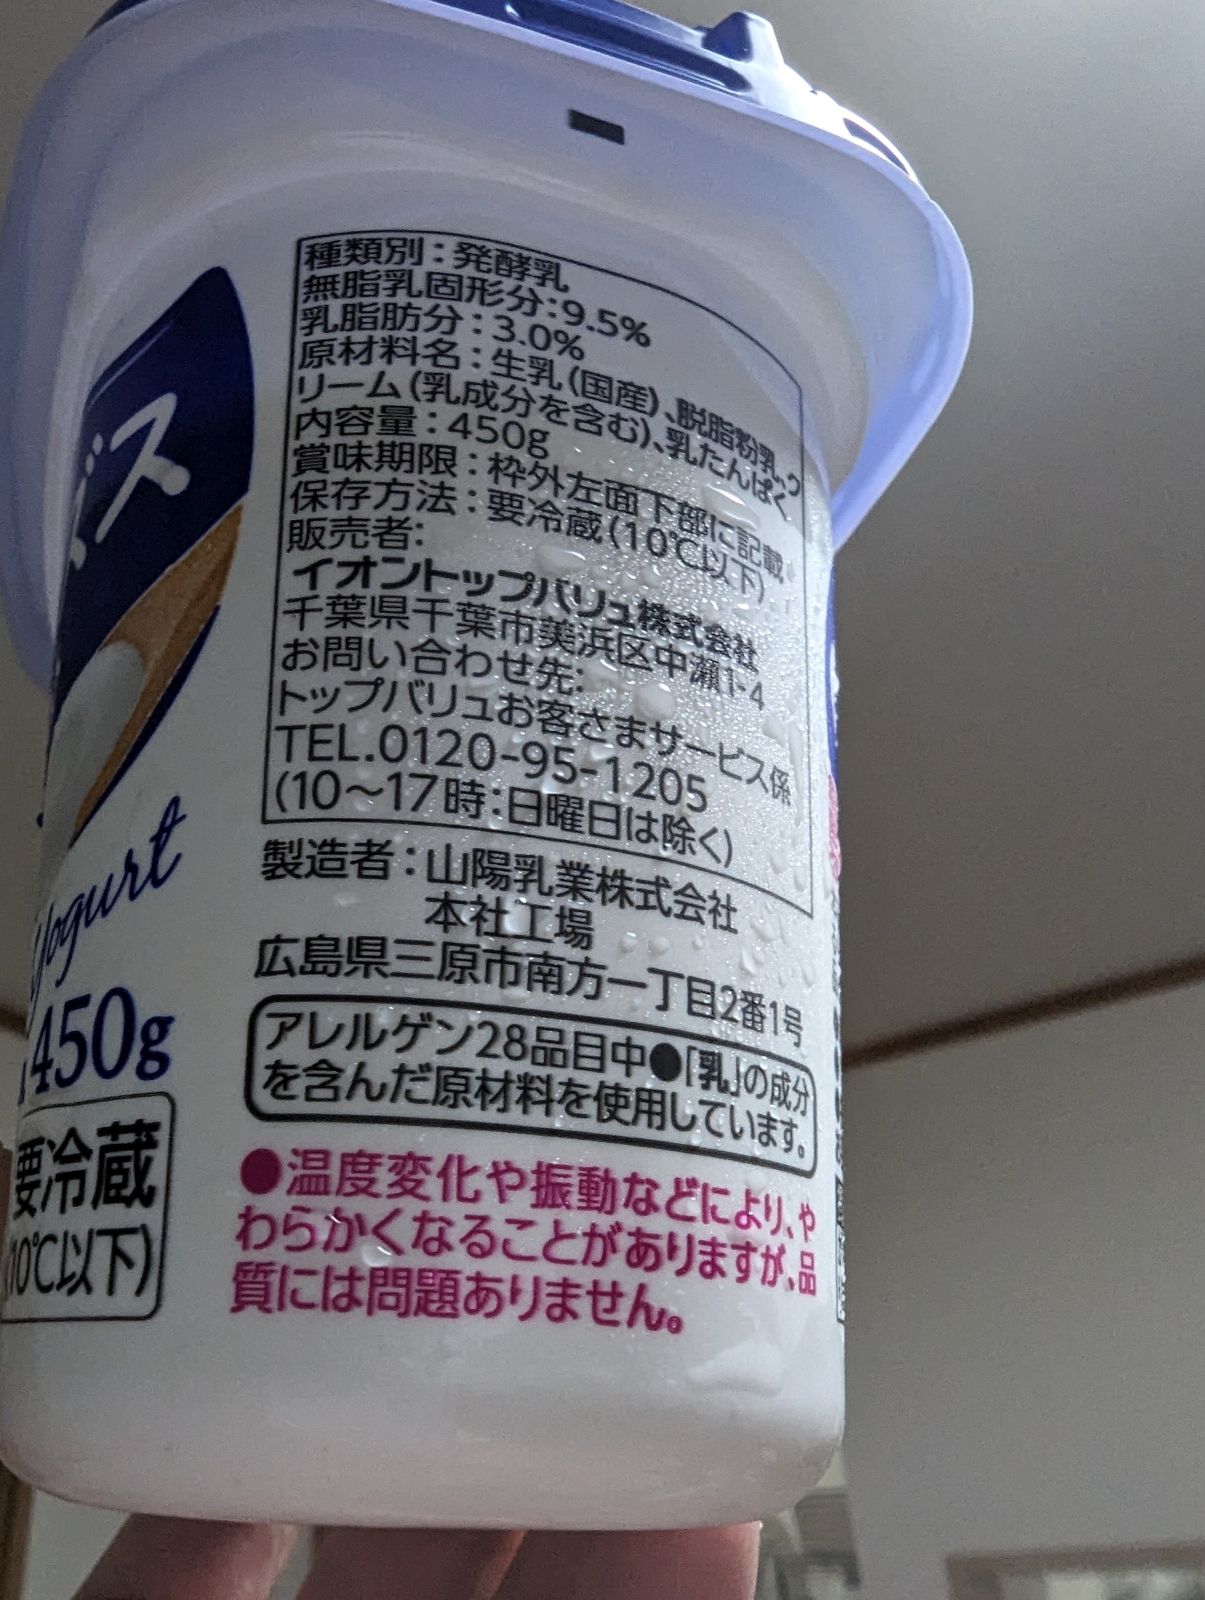 種類別：発酵乳
無脂乳固形分：9.5%
乳脂肪分：3.0%
原材料名：生乳（国産）、脱脂粉乳、ク
リーム（乳成分を含む）、乳たんぱく
内容量：450g
賞味期限：枠外左面下部に記載
保存方法：要冷蔵（10℃以下）
販売者：
イオントップバリュ株式会社
千葉県千葉市美浜区中瀬1-4
お問い合わせ先：
トップバリュお客さまサービス係
TEL.0120-95-1205
(10～17時：日曜日は除く)
製造者：山陽乳業株式会社
本社工場
広島県三原市南方一丁目2番1号
アレルゲン28品目中●「乳」の成分
を含んだ原材料を使用しています。
●温度変化や振動などにより、や
わらかくなることがありますが、品
質には問題ありません。
Yogurt
450g
要冷蔵
(10℃以下)